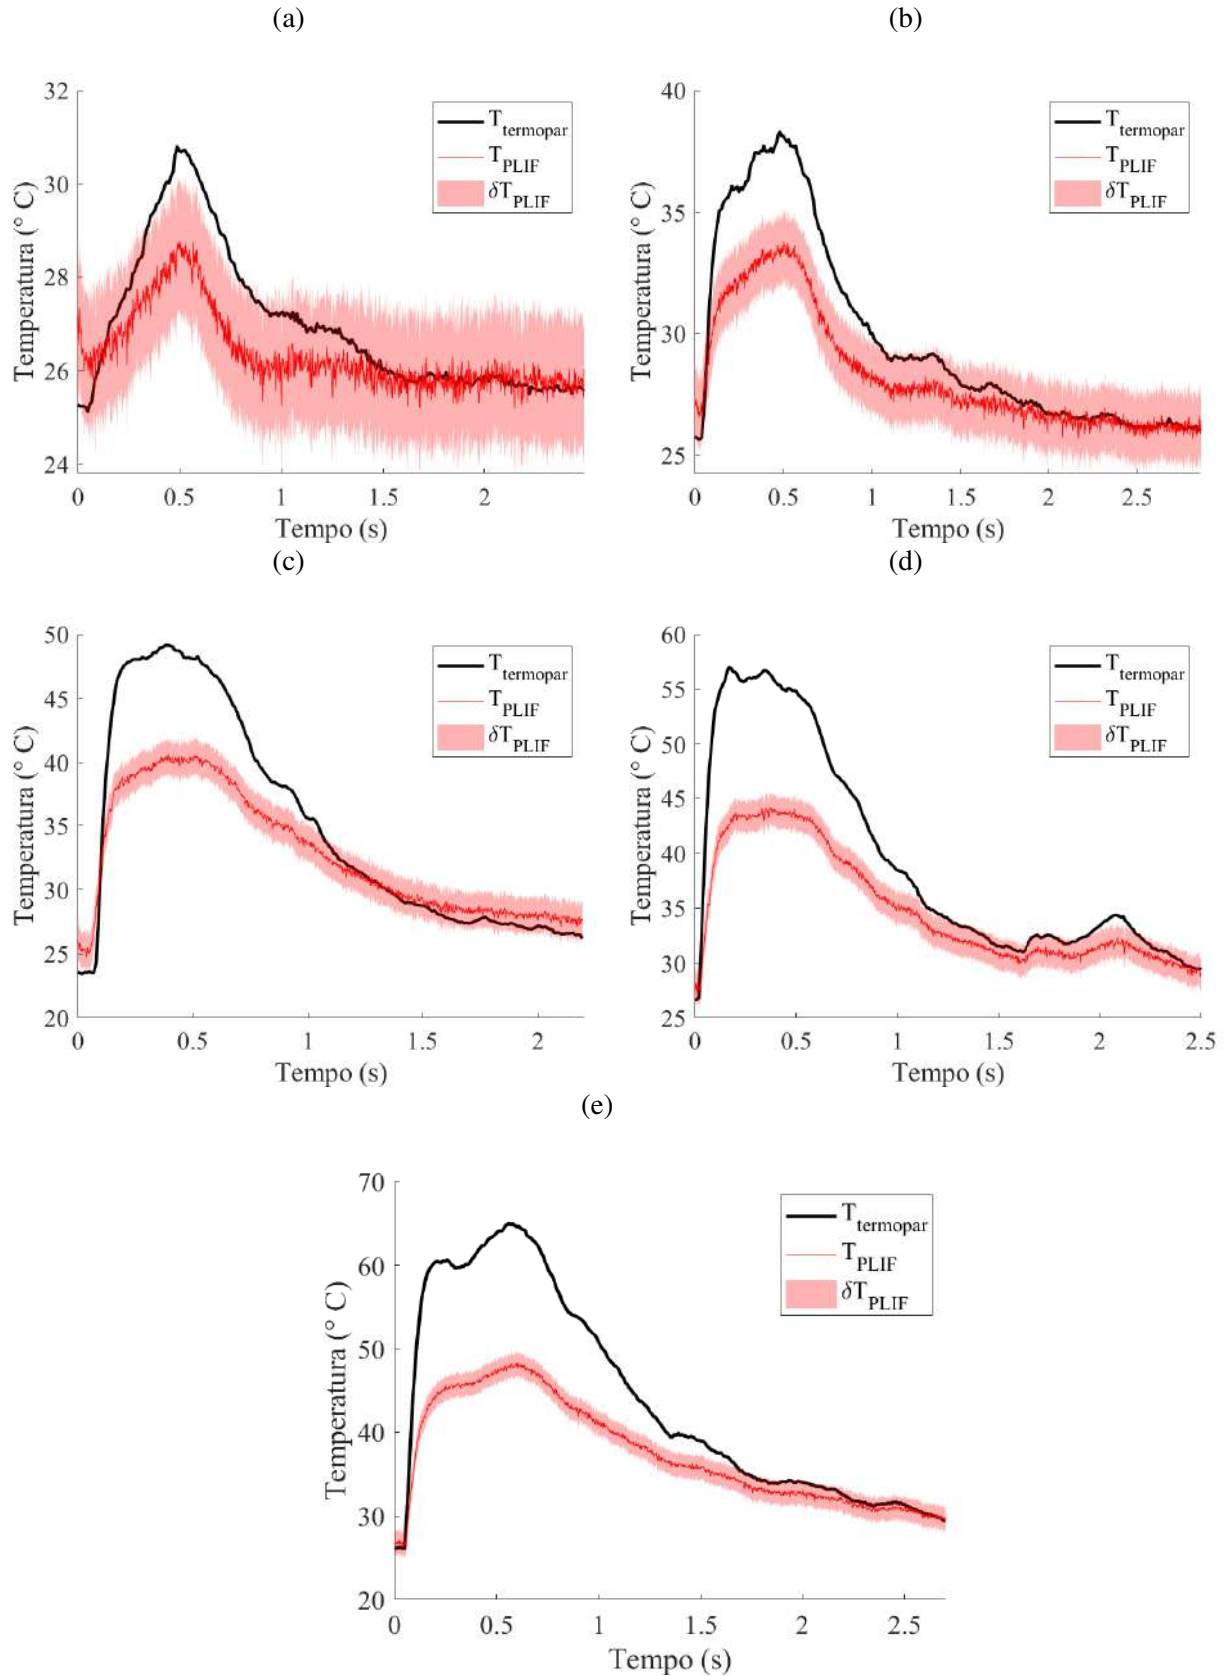 (a)
32
30
28
26
24
Temperatura (° C)
T_termopar
T_PLIF
δT_PLIF
0 0.5 1 1.5 2
Tempo (s)
(b)
40
35
30
25
Temperatura (° C)
T_termopar
T_PLIF
δT_PLIF
0 0.5 1 1.5 2 2.5
Tempo (s)
(c)
50
45
40
35
30
25
20
Temperatura (° C)
T_termopar
T_PLIF
δT_PLIF
0 0.5 1 1.5 2
Tempo (s)
(d)
60
55
50
45
40
35
30
25
Temperatura (° C)
T_termopar
T_PLIF
δT_PLIF
0 0.5 1 1.5 2 2.5
Tempo (s)
(e)
70
60
50
40
30
20
Temperatura (° C)
T_termopar
T_PLIF
δT_PLIF
0 0.5 1 1.5 2 2.5
Tempo (s)